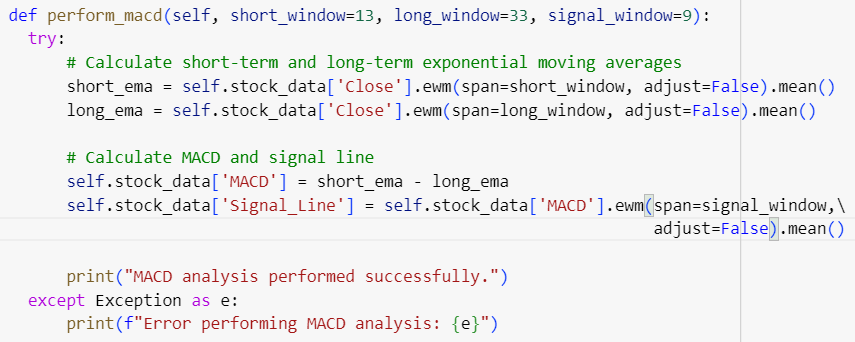 def perform_macd(self, short_window=13, long_window=33, signal_window=9):
  try:
      # Calculate short-term and long-term exponential moving averages
      short_ema = self.stock_data['Close'].ewm(span=short_window, adjust=False).mean()
      long_ema = self.stock_data['Close'].ewm(span=long_window, adjust=False).mean()

      # Calculate MACD and signal line
      self.stock_data['MACD'] = short_ema - long_ema
      self.stock_data['Signal_Line'] = self.stock_data['MACD'].ewm(span=signal_window,\
                                                                   adjust=False).mean()

      print("MACD analysis performed successfully.")
  except Exception as e:
      print(f"Error performing MACD analysis: {e}")